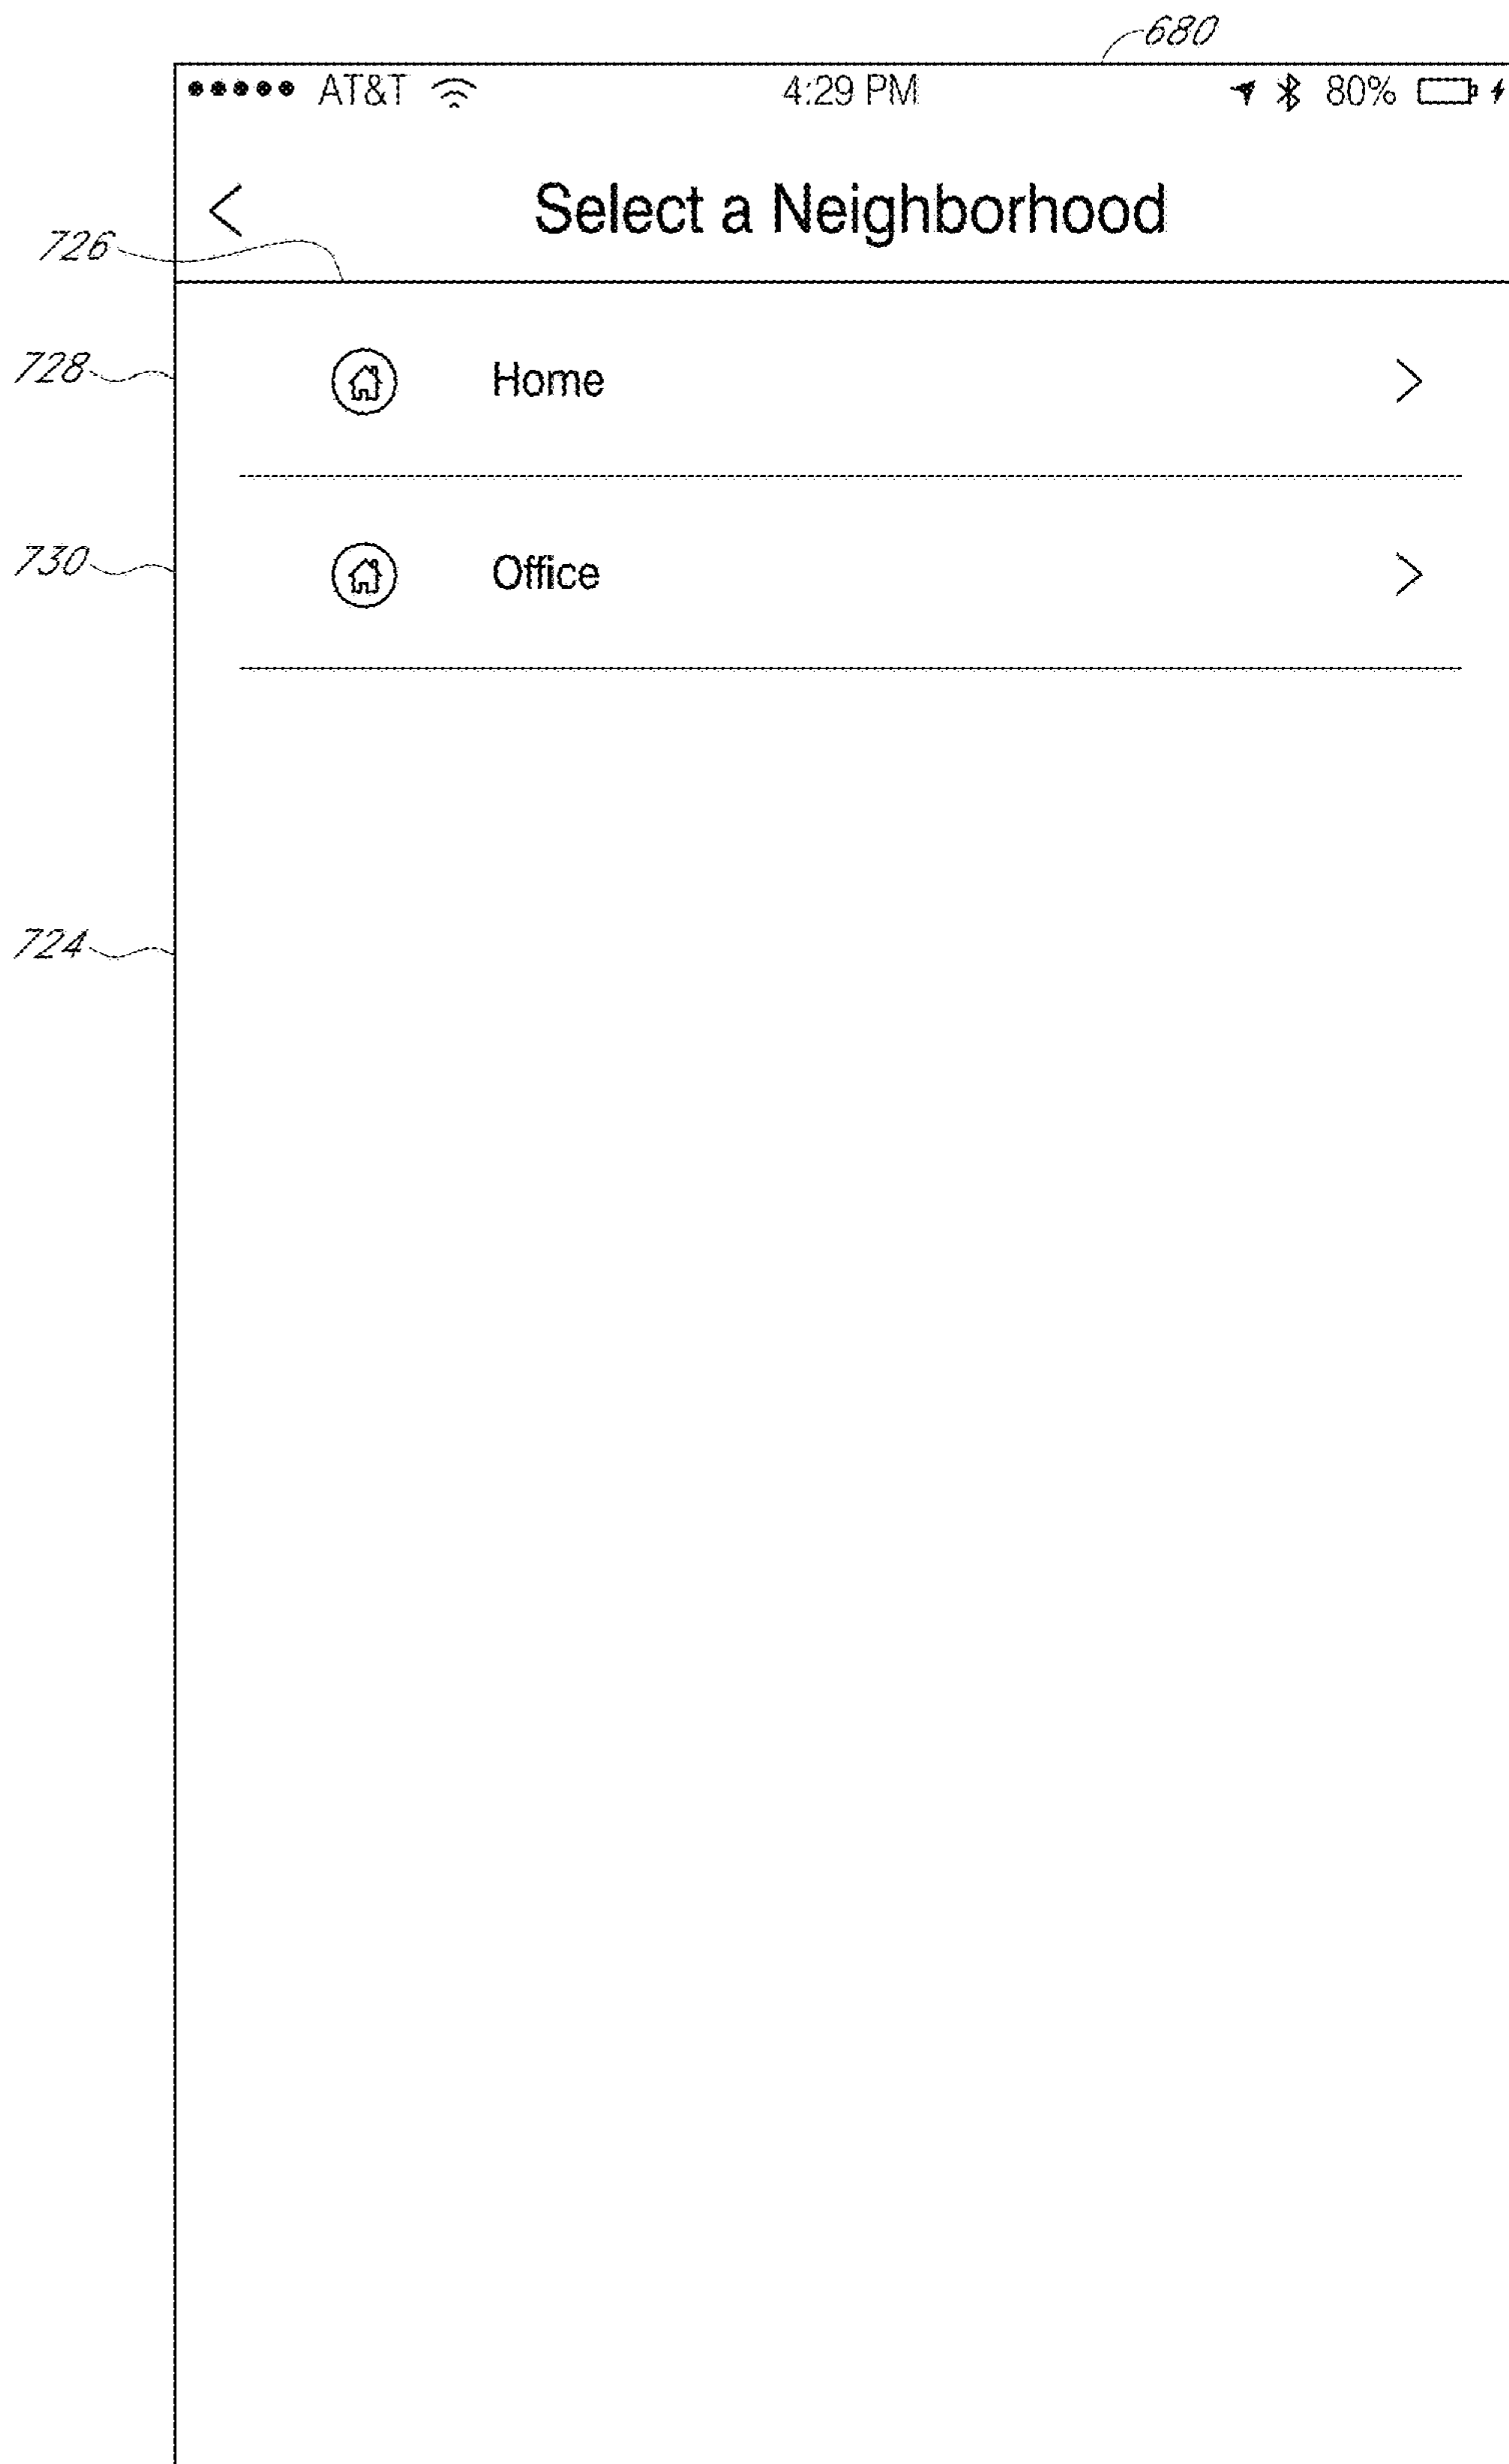 680
AT&T 4:29 PM 80%
Select a Neighborhood
726
728 Home
730 Office
724